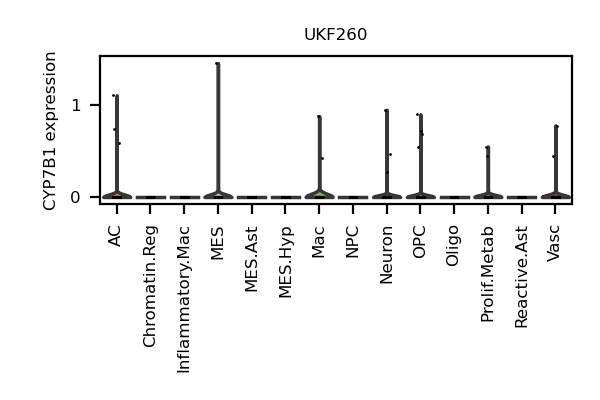 UKF260
CYP7B1 expression
1
0
AC
Chromatin.Reg
Inflammatory.Mac
MES
MES.Ast
MES.Hyp
Mac
NPC
Neuron
OPC
Oligo
Prolif.Metab
Reactive.Ast
Vasc